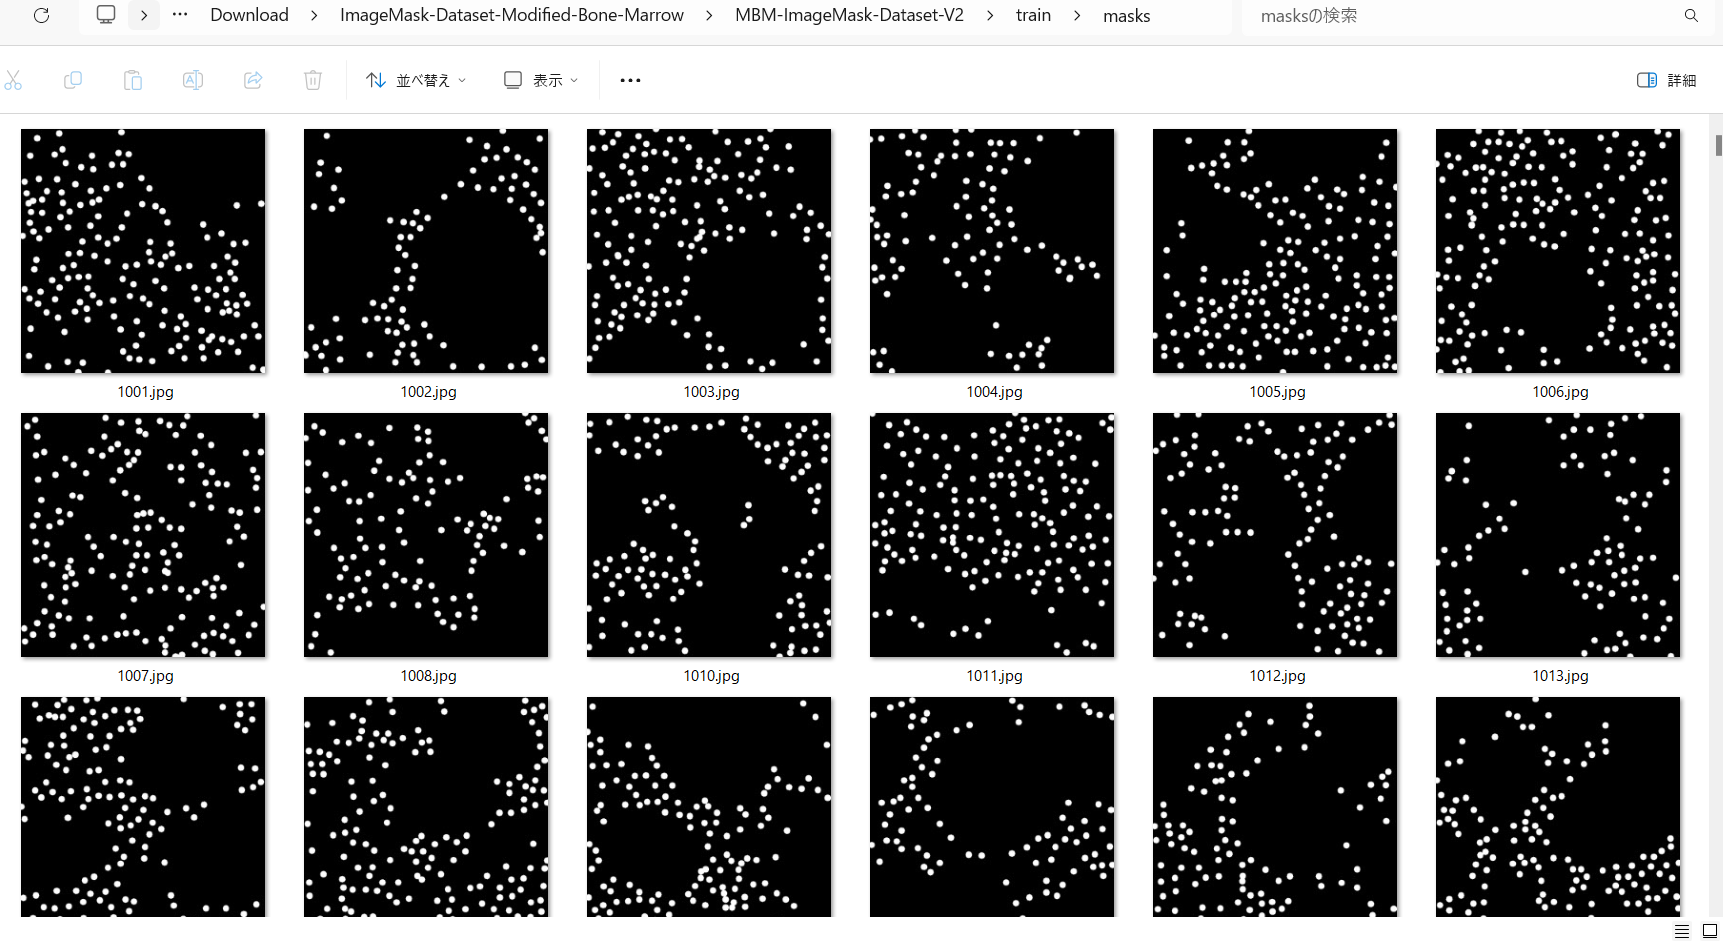 Download > ImageMask-Dataset-Modified-Bone-Marrow > MBM-ImageMask-Dataset-V2 > train > masks
masksの検索
並べ替え
表示
詳細
1001.jpg
1002.jpg
1003.jpg
1004.jpg
1005.jpg
1006.jpg
1007.jpg
1008.jpg
1010.jpg
1011.jpg
1012.jpg
1013.jpg